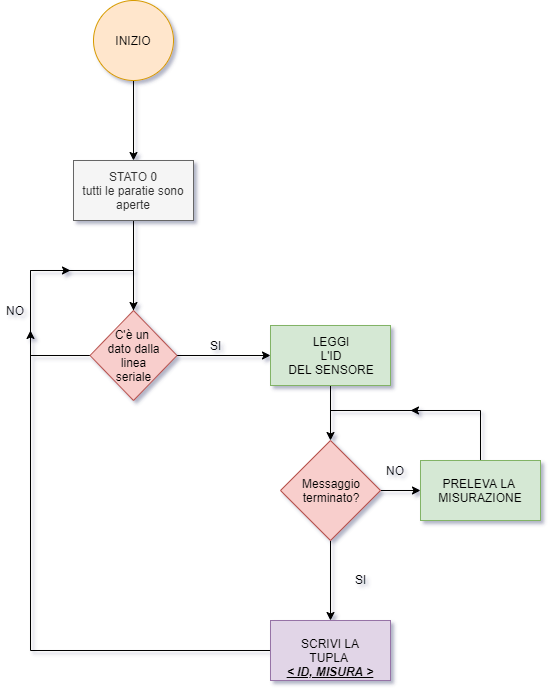 INIZIO
STATO 0
tutti le paratie sono
aperte
NO
C'è un
dato dalla
linea
seriale
SI
LEGGI
L'ID
DEL SENSORE
Messaggio
terminato?
NO
PRELEVA LA
MISURAZIONE
SI
SCRIVI LA
TUPLA
< ID, MISURA >